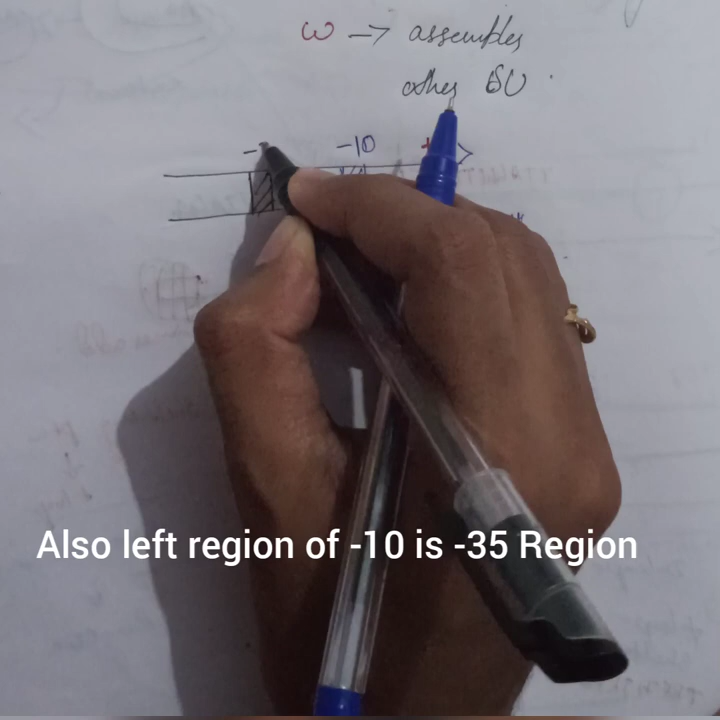 ω → assembles
other SU.
-10 +
Also left region of -10 is -35 Region